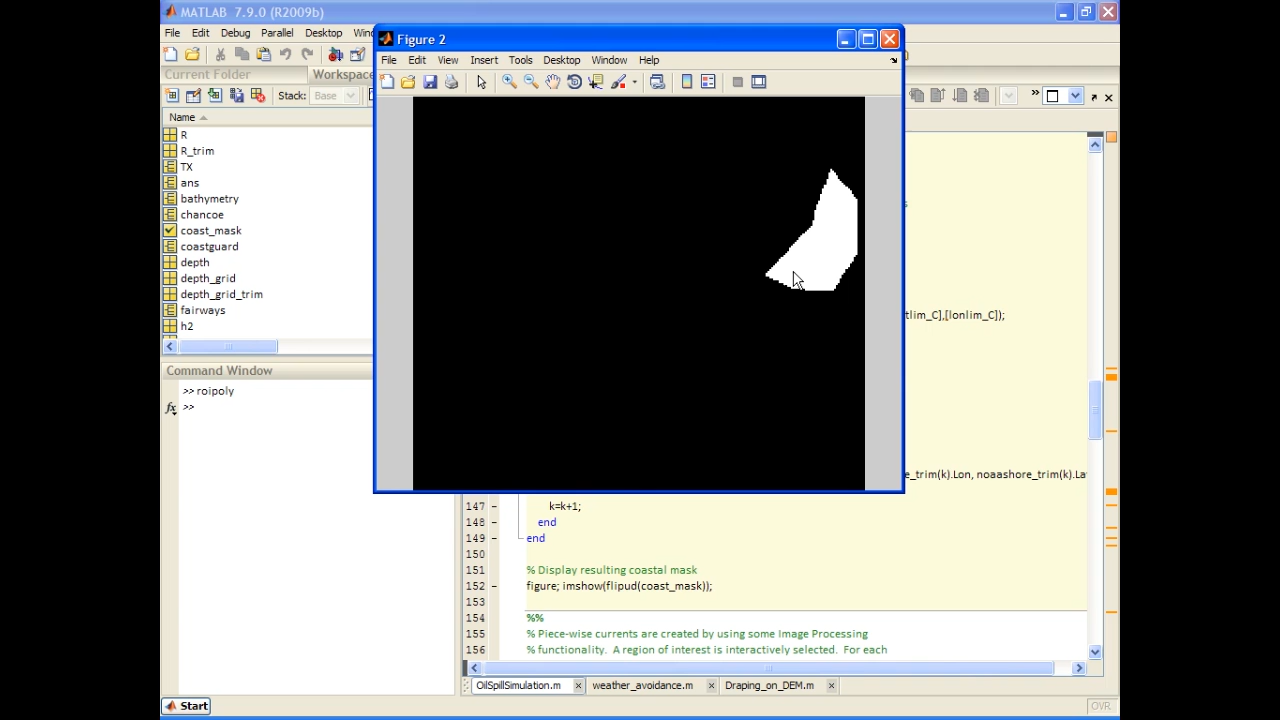 MATLAB 7.9.0 (R2009b)
File Edit Debug Parallel Desktop
Current Folder Workspace
Stack: Base
Name
R
R_trim
TX
ans
bathymetry
chancoe
coast_mask
coastguard
depth
depth_grid
depth_grid_trim
fairways
h2
Command Window
>> roipoly
fx >>
Figure 2
File Edit View Insert Tools Desktop Window Help
tlim_C],[lonlim_C]);
e_trim(k).Lon, noaashore_trim(k).La
147 - k=k+1;
148 - end
149 - end
150
151 % Display resulting coastal mask
152 - figure; imshow(flipud(coast_mask));
153
154 %%
155 % Piece-wise currents are created by using some Image Processing
156 % functionality. A region of interest is interactively selected. For each
OilSpillSimulation.m × weather_avoidance.m × Draping_on_DEM.m ×
Start
OVR